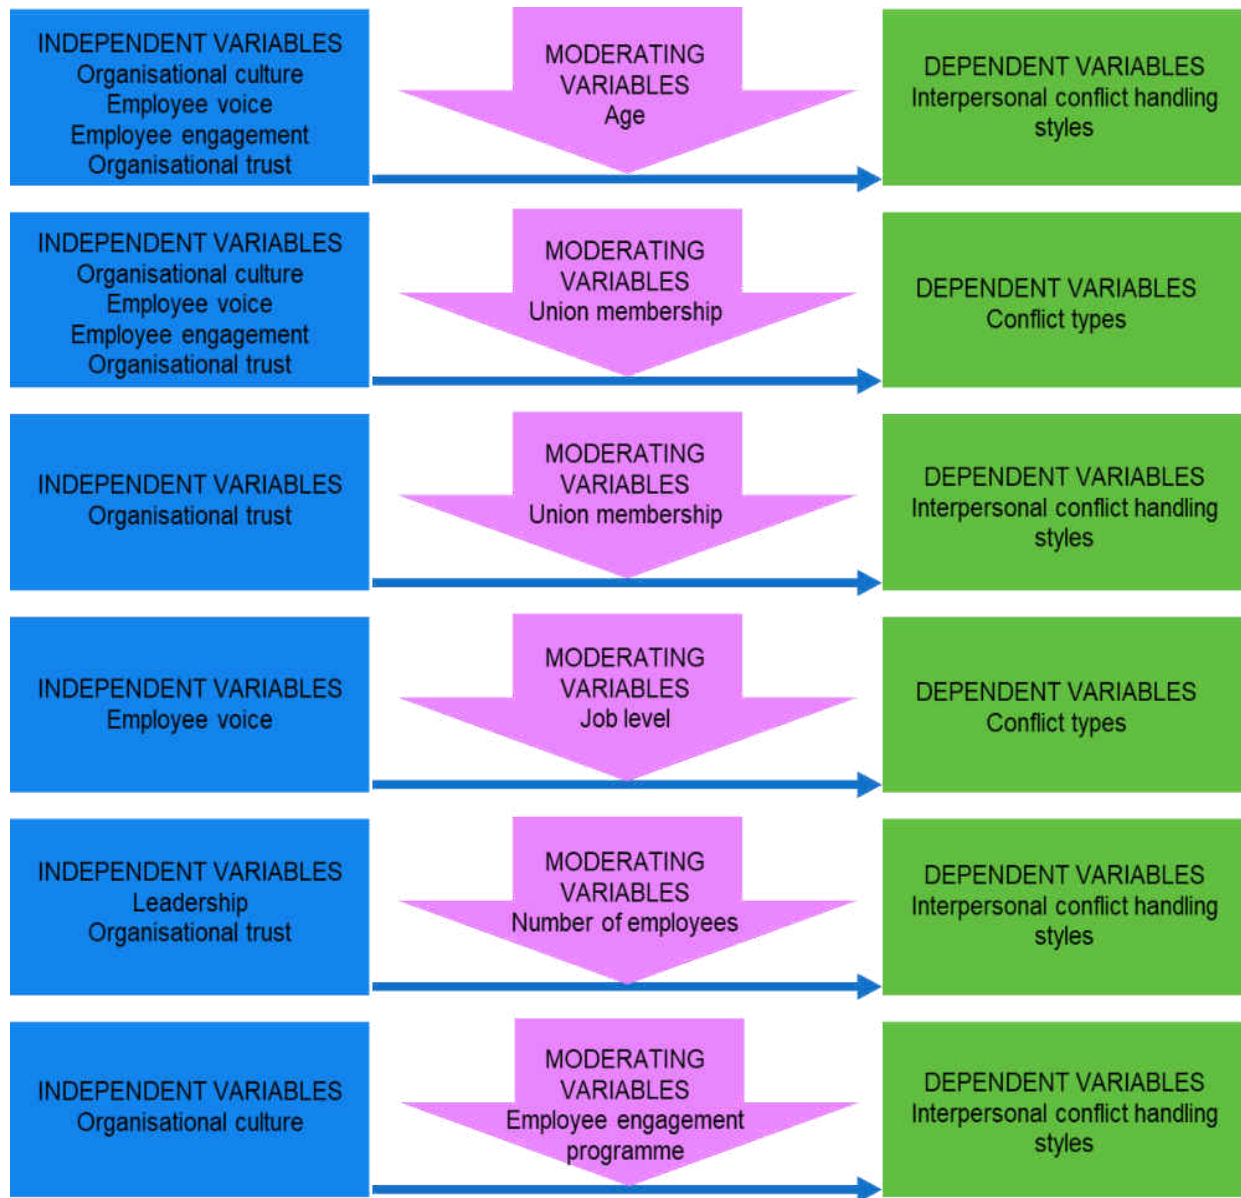 INDEPENDENT VARIABLES
Organisational culture
Employee voice
Employee engagement
Organisational trust
MODERATING
VARIABLES
Age
DEPENDENT VARIABLES
Interpersonal conflict handling
styles
INDEPENDENT VARIABLES
Organisational culture
Employee voice
Employee engagement
Organisational trust
MODERATING
VARIABLES
Union membership
DEPENDENT VARIABLES
Conflict types
INDEPENDENT VARIABLES
Organisational trust
MODERATING
VARIABLES
Union membership
DEPENDENT VARIABLES
Interpersonal conflict handling
styles
INDEPENDENT VARIABLES
Employee voice
MODERATING
VARIABLES
Job level
DEPENDENT VARIABLES
Conflict types
INDEPENDENT VARIABLES
Leadership
Organisational trust
MODERATING
VARIABLES
Number of employees
DEPENDENT VARIABLES
Interpersonal conflict handling
styles
INDEPENDENT VARIABLES
Organisational culture
MODERATING
VARIABLES
Employee engagement
programme
DEPENDENT VARIABLES
Interpersonal conflict handling
styles